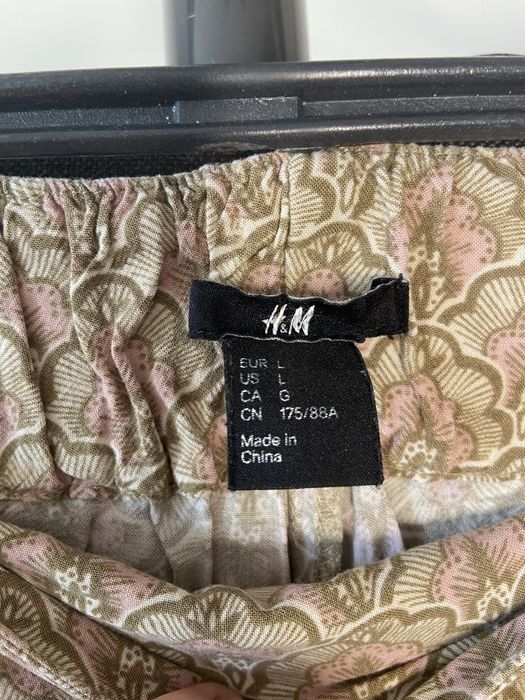 H&M
EUR L
US L
CA G
CN 175/88A
Made in
China